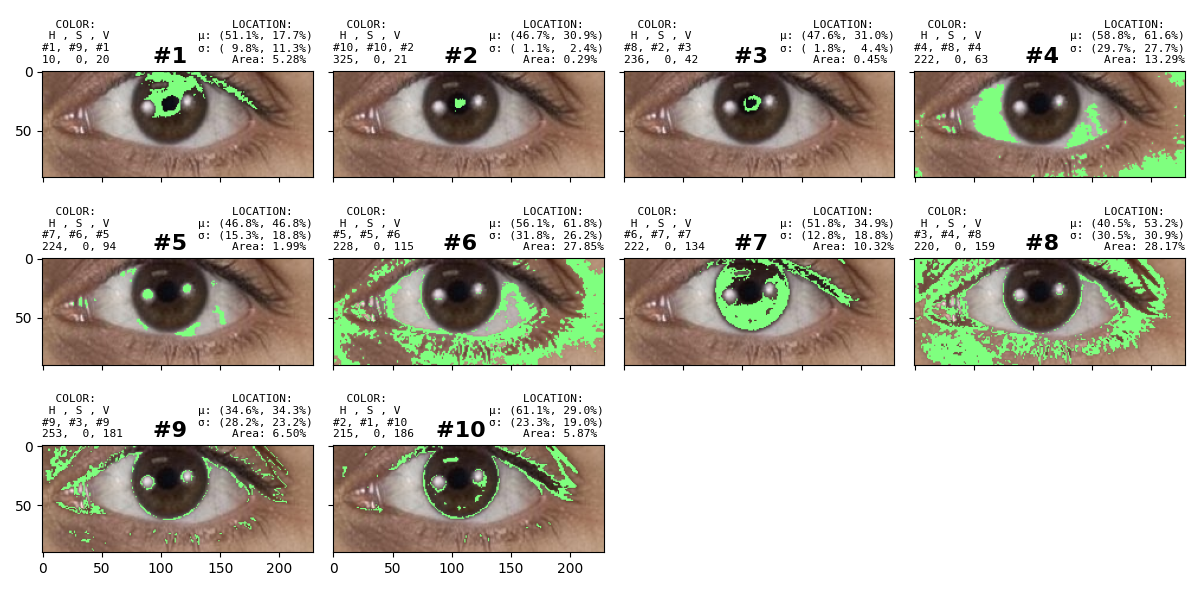 COLOR: LOCATION:
H , S , V μ: (51.1%, 17.7%)
#1, #9, #1 σ: ( 9.8%, 11.3%)
10, 0, 20 #1 Area: 5.28%
COLOR: LOCATION:
H , S , V μ: (46.7%, 30.9%)
#10, #10, #2 σ: ( 1.1%, 2.4%)
325, 0, 21 #2 Area: 0.29%
COLOR: LOCATION:
H , S , V μ: (47.6%, 31.0%)
#8, #2, #3 σ: ( 1.8%, 4.4%)
236, 0, 42 #3 Area: 0.45%
COLOR: LOCATION:
H , S , V μ: (58.8%, 61.6%)
#4, #8, #4 σ: (29.7%, 27.7%)
222, 0, 63 #4 Area: 13.29%
0
50
COLOR: LOCATION:
H , S , V μ: (46.8%, 46.8%)
#7, #6, #5 σ: (15.3%, 18.8%)
224, 0, 94 #5 Area: 1.99%
COLOR: LOCATION:
H , S , V μ: (56.1%, 61.8%)
#5, #5, #6 σ: (31.8%, 26.2%)
228, 0, 115 #6 Area: 27.85%
COLOR: LOCATION:
H , S , V μ: (51.8%, 34.9%)
#6, #7, #7 σ: (12.8%, 18.8%)
222, 0, 134 #7 Area: 10.32%
COLOR: LOCATION:
H , S , V μ: (40.5%, 53.2%)
#3, #4, #8 σ: (30.5%, 30.9%)
220, 0, 159 #8 Area: 28.17%
0
50
COLOR: LOCATION:
H , S , V μ: (34.6%, 34.3%)
#9, #3, #9 σ: (28.2%, 23.2%)
253, 0, 181 #9 Area: 6.50%
COLOR: LOCATION:
H , S , V μ: (61.1%, 29.0%)
#2, #1, #10 σ: (23.3%, 19.0%)
215, 0, 186 #10 Area: 5.87%
0
50
0 50 100 150 200
0 50 100 150 200